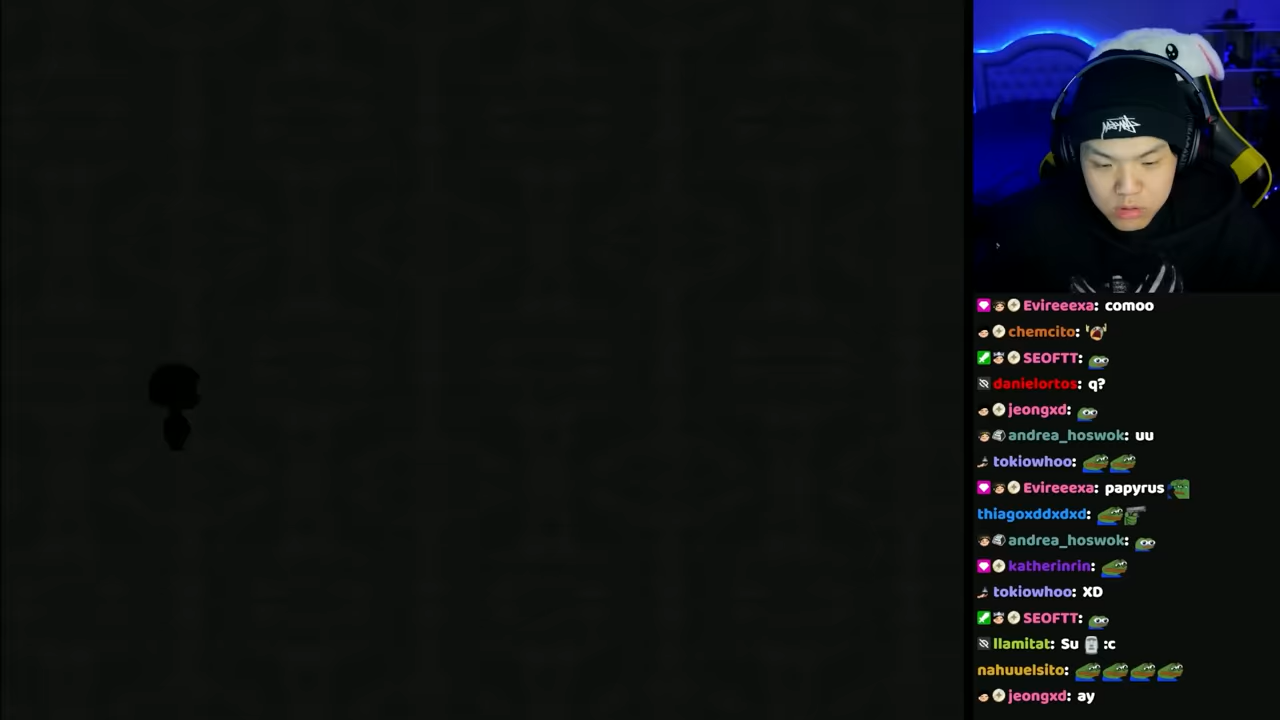 Evireeexa: comoo
chemcito:
SEOFTT:
danielortos: q?
jeongxd:
andrea_hoswok: uu
tokiowhoo:
Evireeexa: papyrus
thiagoxddxdxd:
andrea_hoswok:
katherinrin:
tokiowhoo: XD
SEOFTT:
llamitat: Su :c
nahuuelsito:
jeongxd: ay